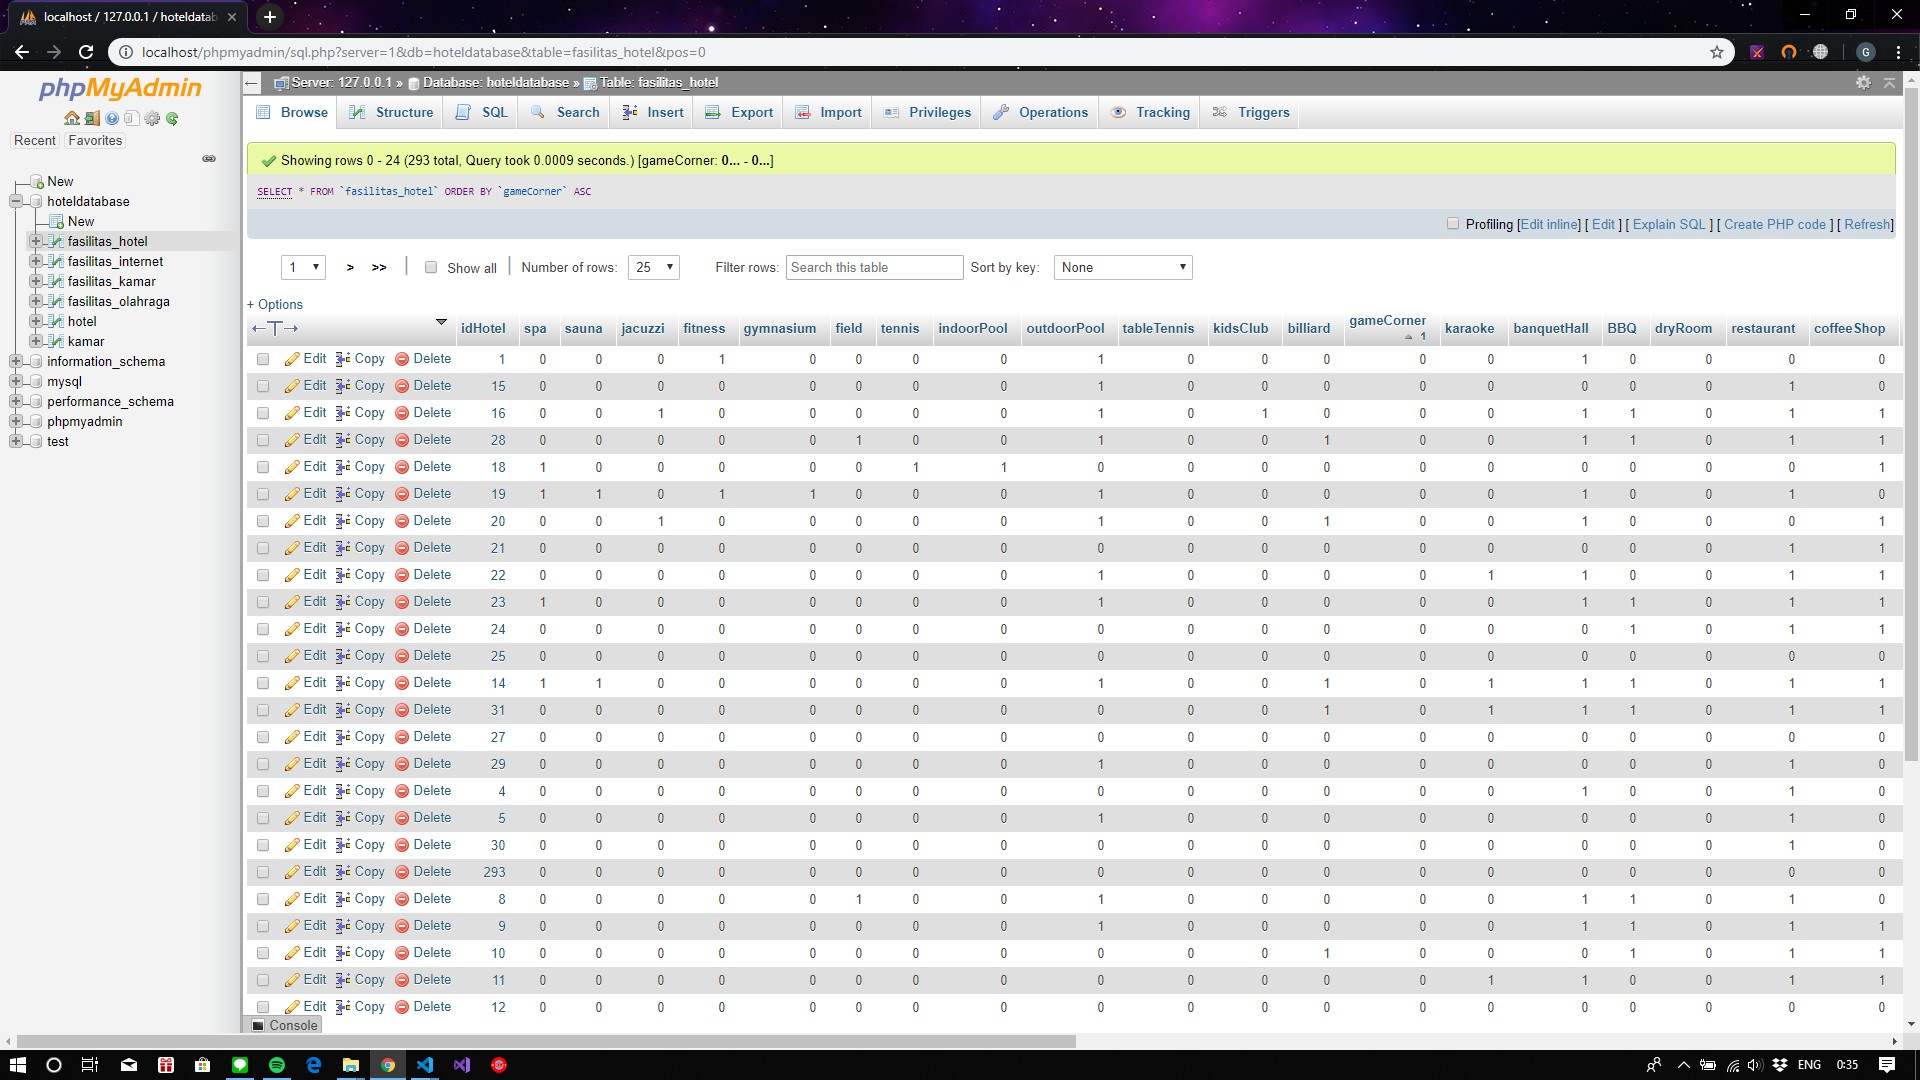 localhost / 127.0.0.1 / hoteldatab
localhost/phpmyadmin/sql.php?server=1&db=hoteldatabase&table=fasilitas_hotel&pos=0
G
phpMyAdmin
Recent Favorites
New
hoteldatabase
New
fasilitas_hotel
fasilitas_internet
fasilitas_kamar
fasilitas_olahraga
hotel
kamar
information_schema
mysql
performance_schema
phpmyadmin
test
Server: 127.0.0.1 » Database: hoteldatabase » Table: fasilitas_hotel
Browse Structure SQL Search Insert Export Import Privileges Operations Tracking Triggers
Showing rows 0 - 24 (293 total, Query took 0.0009 seconds.) [gameCorner: 0... - 0...]
SELECT * FROM `fasilitas_hotel` ORDER BY `gameCorner` ASC
Profiling [Edit inline] [ Edit ] [ Explain SQL ] [ Create PHP code ] [ Refresh]
1 > >> Show all Number of rows: 25 Filter rows: Search this table Sort by key: None
+ Options
←T→ idHotel spa sauna jacuzzi fitness gymnasium field tennis indoorPool outdoorPool tableTennis kidsClub billiard gameCorner 1 karaoke banquetHall BBQ dryRoom restaurant coffeeShop
Edit Copy Delete 1 0 0 0 1 0 0 0 0 1 0 0 0 0 0 1 0 0 0 0
Edit Copy Delete 15 0 0 0 0 0 0 0 0 1 0 0 0 0 0 0 0 0 1 0
Edit Copy Delete 16 0 0 1 0 0 0 0 0 1 0 1 0 0 0 1 1 0 1 1
Edit Copy Delete 28 0 0 0 0 0 1 0 0 1 0 0 1 0 0 1 1 0 1 1
Edit Copy Delete 18 1 0 0 0 0 0 1 1 0 0 0 0 0 0 0 0 0 0 1
Edit Copy Delete 19 1 1 0 1 1 0 0 0 1 0 0 0 0 0 1 0 0 1 0
Edit Copy Delete 20 0 0 1 0 0 0 0 0 1 0 0 1 0 0 1 0 0 0 1
Edit Copy Delete 21 0 0 0 0 0 0 0 0 0 0 0 0 0 0 0 0 0 1 1
Edit Copy Delete 22 0 0 0 0 0 0 0 0 1 0 0 0 0 1 1 0 0 1 1
Edit Copy Delete 23 1 0 0 0 0 0 0 0 1 0 0 0 0 0 1 1 0 1 1
Edit Copy Delete 24 0 0 0 0 0 0 0 0 0 0 0 0 0 0 0 1 0 1 1
Edit Copy Delete 25 0 0 0 0 0 0 0 0 0 0 0 0 0 0 0 0 0 0 0
Edit Copy Delete 14 1 1 0 0 0 0 0 0 1 0 0 1 0 1 1 1 0 1 1
Edit Copy Delete 31 0 0 0 0 0 0 0 0 0 0 0 1 0 1 1 1 0 1 1
Edit Copy Delete 27 0 0 0 0 0 0 0 0 0 0 0 0 0 0 0 0 0 0 0
Edit Copy Delete 29 0 0 0 0 0 0 0 0 1 0 0 0 0 0 0 0 0 1 0
Edit Copy Delete 4 0 0 0 0 0 0 0 0 0 0 0 0 0 0 1 0 0 1 0
Edit Copy Delete 5 0 0 0 0 0 0 0 0 1 0 0 0 0 0 0 0 0 1 0
Edit Copy Delete 30 0 0 0 0 0 0 0 0 0 0 0 0 0 0 0 0 0 1 0
Edit Copy Delete 293 0 0 0 0 0 0 0 0 0 0 0 0 0 0 0 0 0 0 0
Edit Copy Delete 8 0 0 0 0 0 1 0 0 1 0 0 0 0 0 1 1 0 1 0
Edit Copy Delete 9 0 0 0 0 0 0 0 0 1 0 0 0 0 0 1 1 0 1 1
Edit Copy Delete 10 0 0 0 0 0 0 0 0 0 0 0 1 0 0 0 1 0 1 1
Edit Copy Delete 11 0 0 0 0 0 0 0 0 0 0 0 0 0 1 1 0 0 1 1
Edit Copy Delete 12 0 0 0 0 0 0 0 0 0 0 0 0 0 0 0 0 0 0 0
Console
ENG 0:35